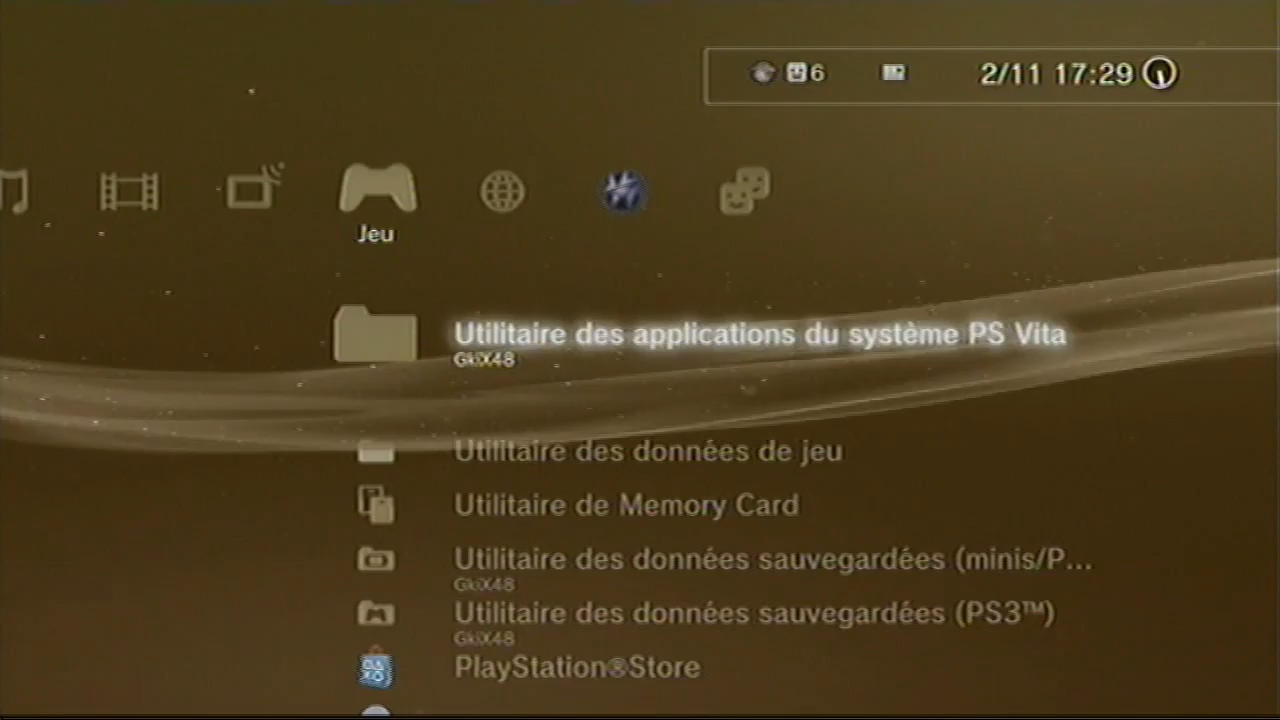 6 2/11 17:29
Jeu
Utilitaire des applications du système PS Vita
GkiX48
Utilitaire des données de jeu
Utilitaire de Memory Card
Utilitaire des données sauvegardées (minis/P...
GkiX48
Utilitaire des données sauvegardées (PS3™)
GkiX48
PlayStation®Store